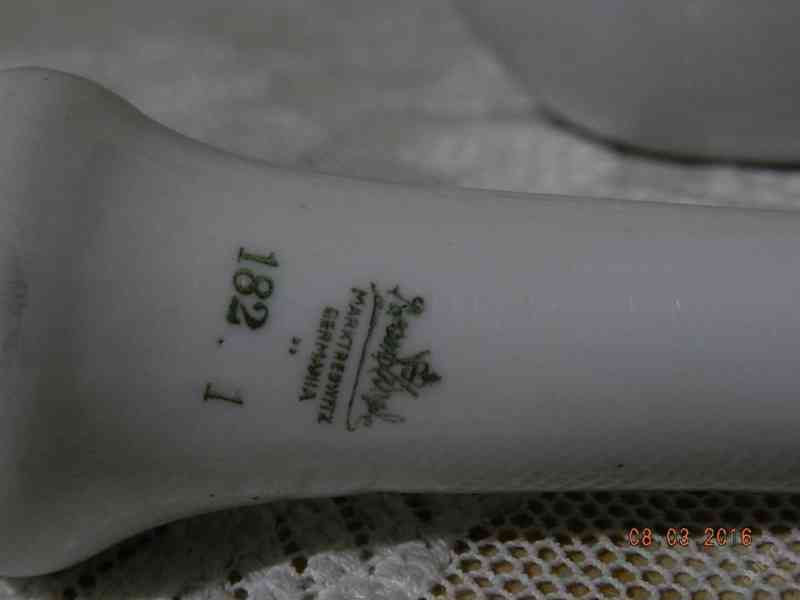 Rosenthal
MARKTREDWITZ
GERMANIA
182.
1
08 03 2016